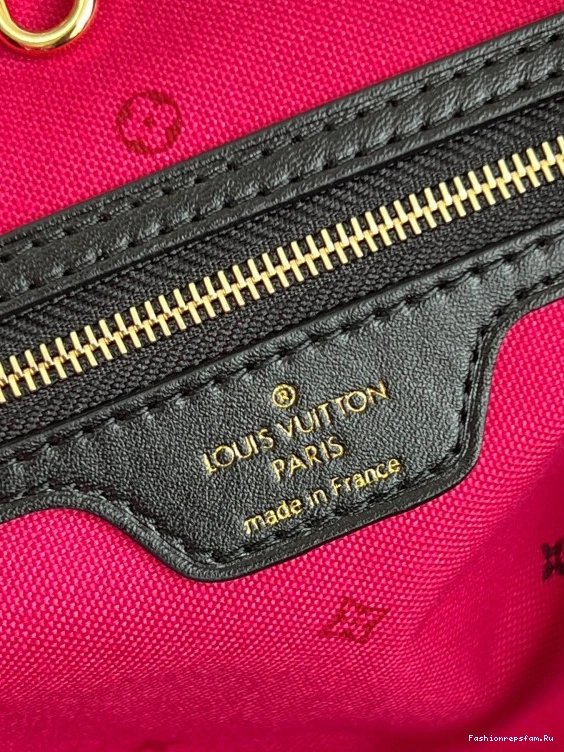 ®
LOUIS VUITTON
PARIS
made in France
Fashionrepsfam.Ru